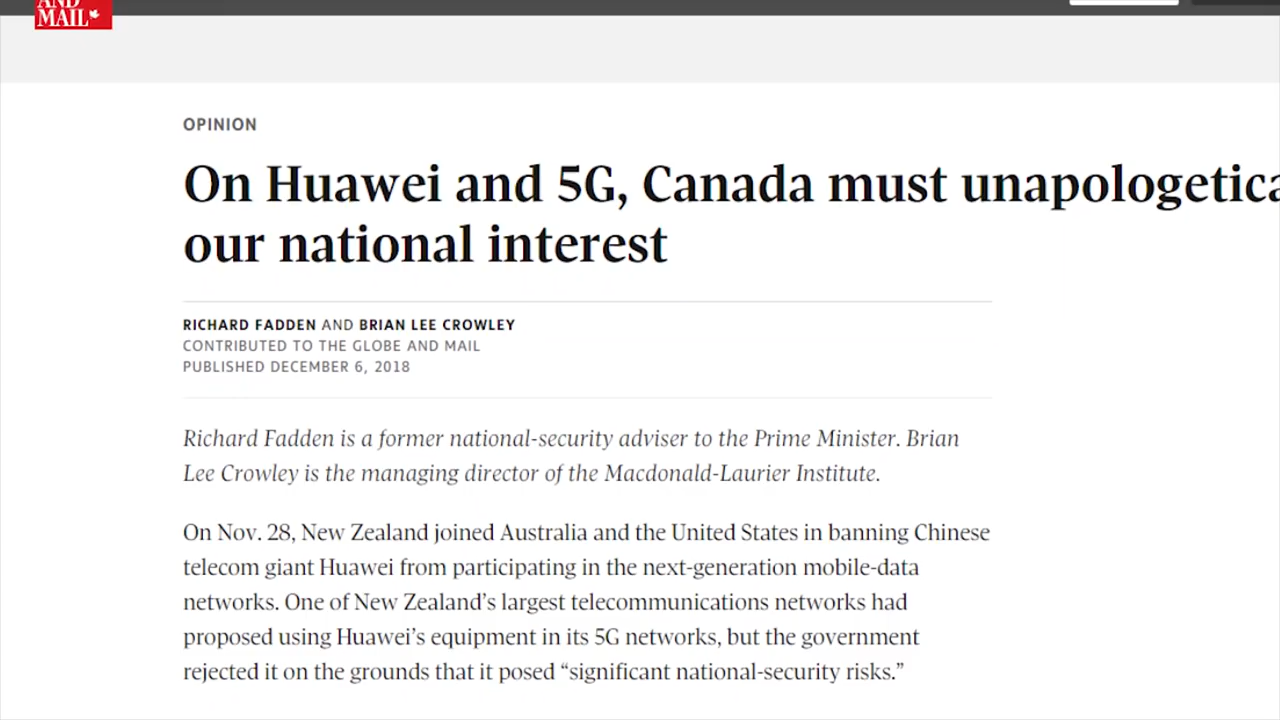 AND
MAIL
OPINION
On Huawei and 5G, Canada must unapologetica
our national interest
RICHARD FADDEN AND BRIAN LEE CROWLEY
CONTRIBUTED TO THE GLOBE AND MAIL
PUBLISHED DECEMBER 6, 2018
Richard Fadden is a former national-security adviser to the Prime Minister. Brian
Lee Crowley is the managing director of the Macdonald-Laurier Institute.
On Nov. 28, New Zealand joined Australia and the United States in banning Chinese
telecom giant Huawei from participating in the next-generation mobile-data
networks. One of New Zealand’s largest telecommunications networks had
proposed using Huawei’s equipment in its 5G networks, but the government
rejected it on the grounds that it posed “significant national-security risks.”